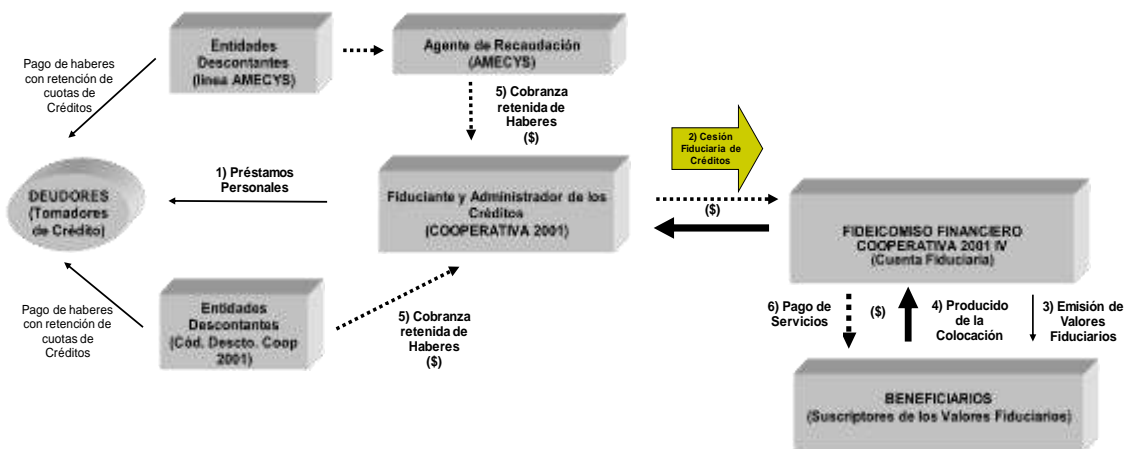 Entidades
Descontantes
(línea AMECYS)
Agente de Recaudación
(AMECYS)
Pago de haberes
con retención de
cuotas de
Créditos
5) Cobranza
retenida de
Haberes
($)
2) Cesión
Fiduciaria de
Créditos
1) Préstamos
Personales
DEUDORES
(Tomadores
de Crédito)
Fiduciante y Administrador de los
Créditos
(COOPERATIVA 2001)
($)
FIDEICOMISO FINANCIERO
COOPERATIVA 2001 IV
(Cuenta Fiduciaria)
Pago de haberes
con retención de
cuotas de
Créditos
Entidades
Descontantes
(Cód. Descto. Coop
2001)
5) Cobranza
retenida de
Haberes
($)
6) Pago de
Servicios
($)
4) Producido
de la
Colocación
3) Emisión de
Valores
Fiduciarios
BENEFICIARIOS
(Suscriptores de los Valores Fiduciarios)